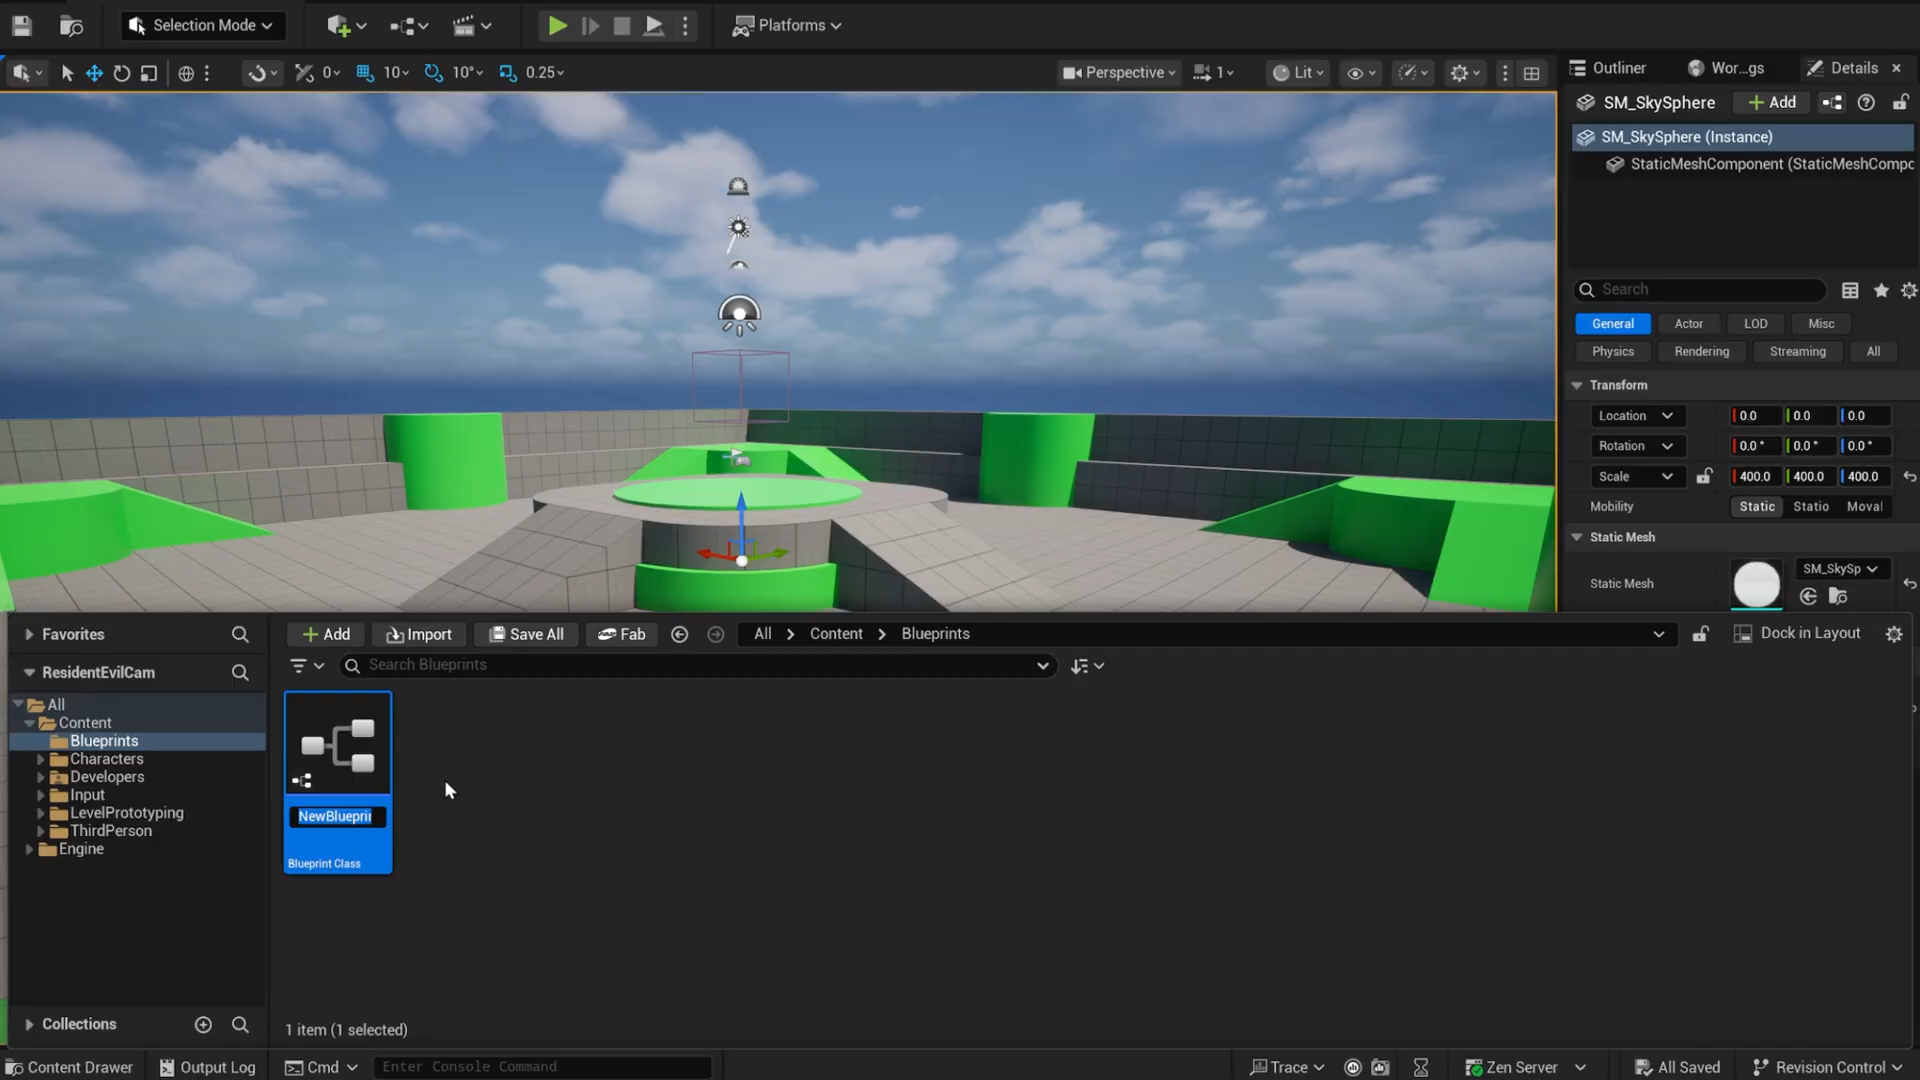 Selection Mode
Platforms
0
10
10°
0.25
Perspective
1
Lit
Outliner
Wor...gs
Details
SM_SkySphere
Add
SM_SkySphere (Instance)
StaticMeshComponent (StaticMeshCompo
Search
General
Actor
LOD
Misc
Physics
Rendering
Streaming
All
Transform
Location
0.0
0.0
0.0
Rotation
0.0 °
0.0 °
0.0 °
Scale
400.0
400.0
400.0
Mobility
Static
Statio
Moval
Static Mesh
Static Mesh
SM_SkySp
Favorites
Add
Import
Save All
Fab
All
Content
Blueprints
Dock in Layout
ResidentEvilCam
Search Blueprints
All
Content
Blueprints
Characters
Developers
Input
LevelPrototyping
ThirdPerson
Engine
NewBlueprin
Blueprint Class
Collections
1 item (1 selected)
Content Drawer
Output Log
Cmd
Enter Console Command
Trace
Zen Server
All Saved
Revision Control